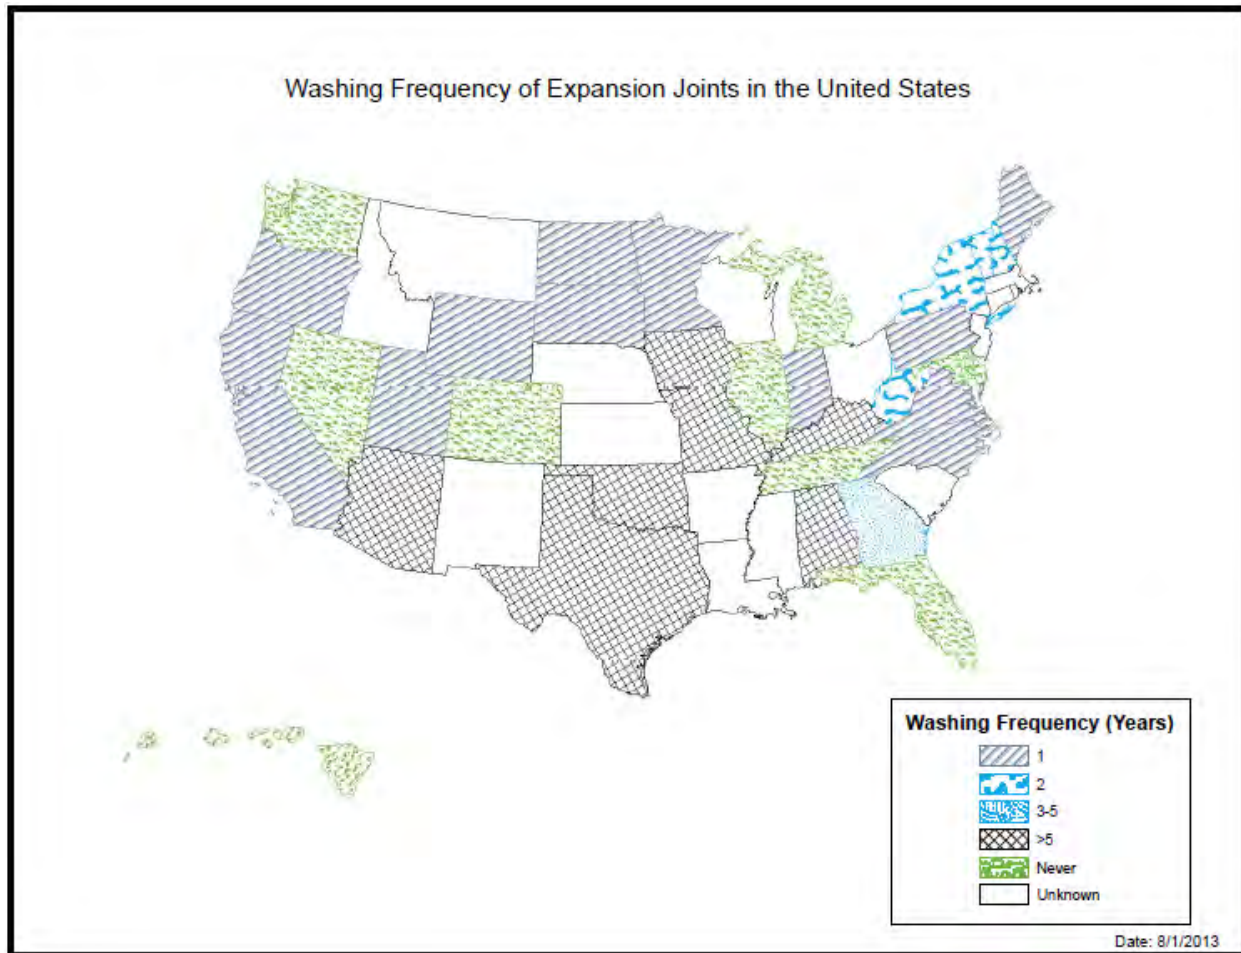 Washing Frequency of Expansion Joints in the United States
Washing Frequency (Years)
1
2
3-5
>5
Never
Unknown
Date: 8/1/2013